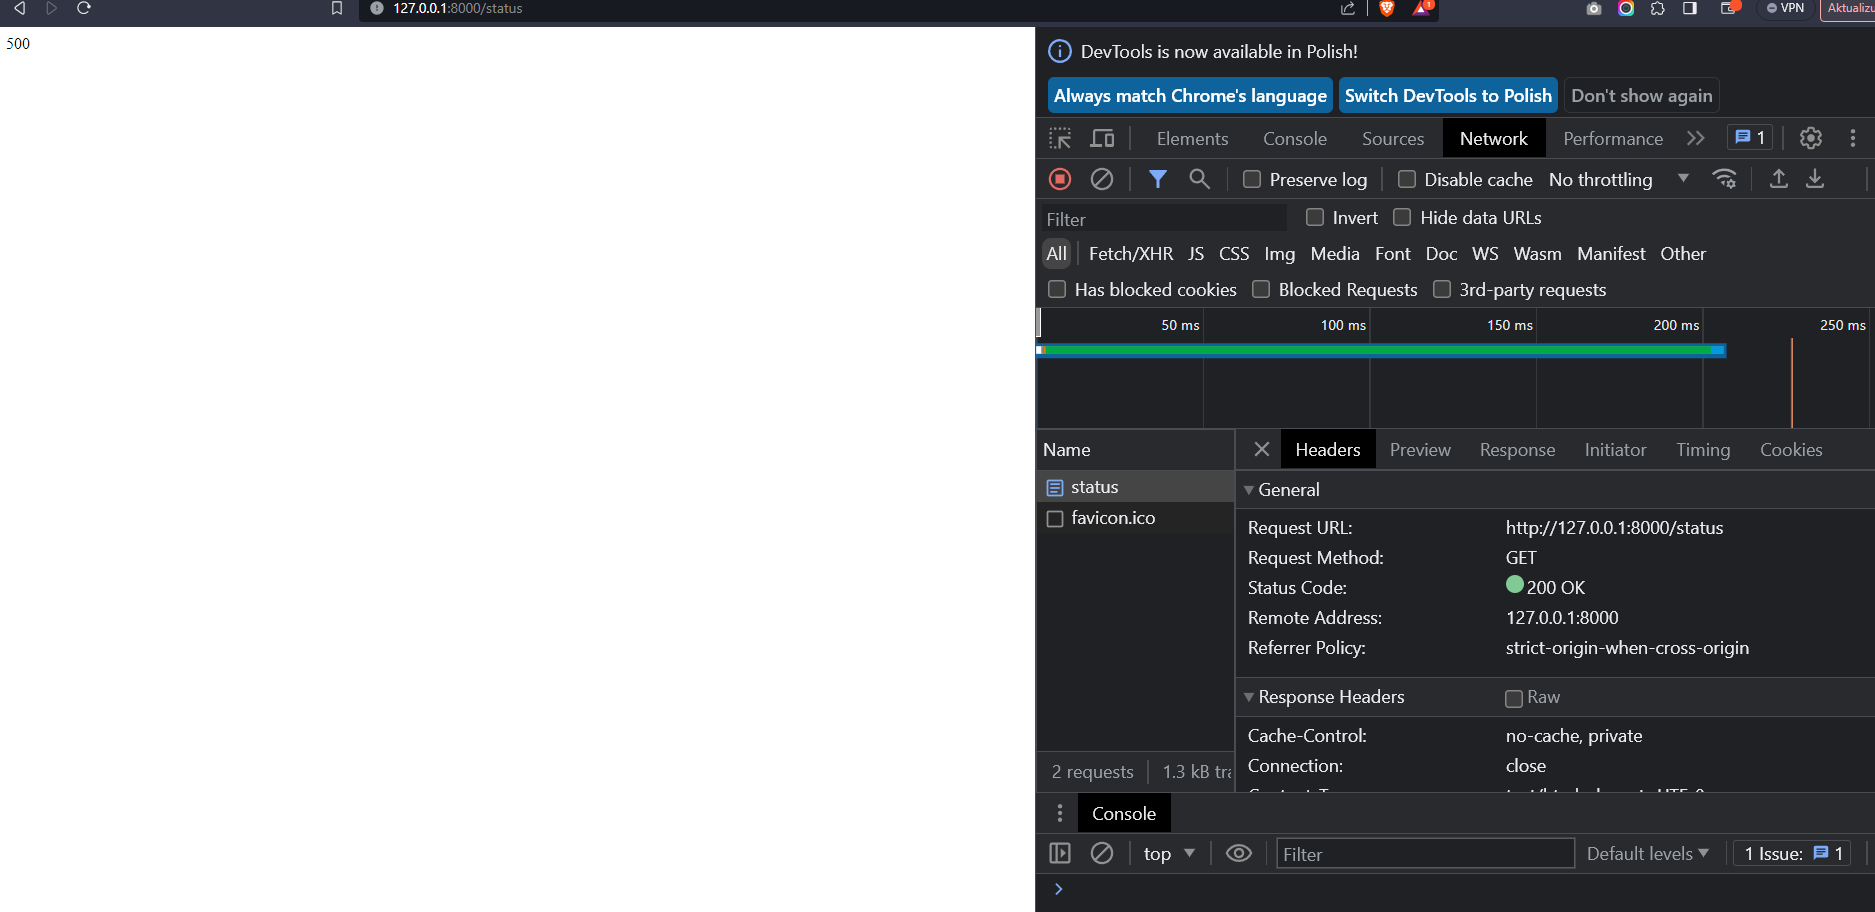 127.0.0.1:8000/status
1
VPN
Aktualizu
500
DevTools is now available in Polish!
Always match Chrome's language
Switch DevTools to Polish
Don't show again
Elements
Console
Sources
Network
Performance
1
Preserve log
Disable cache
No throttling
Filter
Invert
Hide data URLs
All
Fetch/XHR
JS
CSS
Img
Media
Font
Doc
WS
Wasm
Manifest
Other
Has blocked cookies
Blocked Requests
3rd-party requests
50 ms
100 ms
150 ms
200 ms
250 ms
Name
Headers
Preview
Response
Initiator
Timing
Cookies
status
favicon.ico
General
Request URL: http://127.0.0.1:8000/status
Request Method: GET
Status Code: 200 OK
Remote Address: 127.0.0.1:8000
Referrer Policy: strict-origin-when-cross-origin
Response Headers
Raw
Cache-Control: no-cache, private
Connection: close
2 requests
1.3 kB tra
Console
top
Filter
Default levels
1 Issue: 1